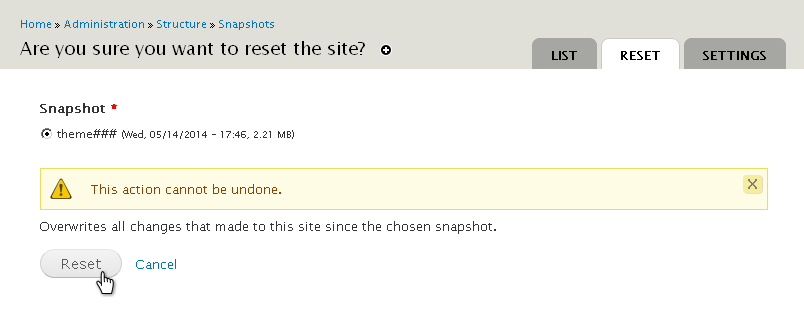 Home » Administration » Structure » Snapshots
Are you sure you want to reset the site?
LIST
RESET
SETTINGS
Snapshot *
theme### (Wed, 05/14/2014 - 17:46, 2.21 MB)
This action cannot be undone.
X
Overwrites all changes that made to this site since the chosen snapshot.
Reset
Cancel